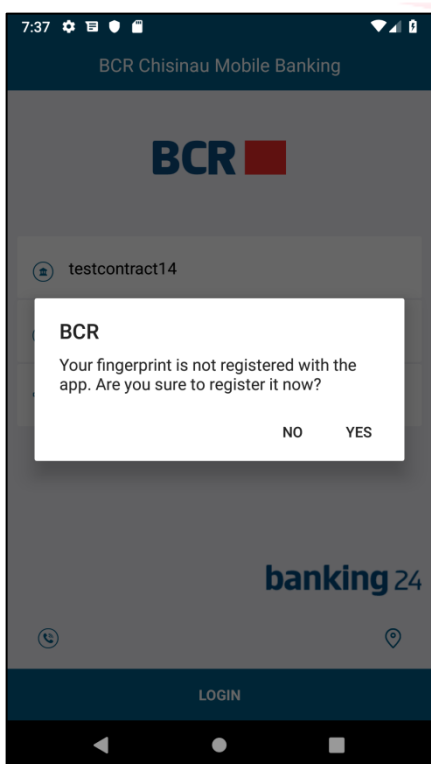 7:37
BCR Chisinau Mobile Banking
BCR
testcontract14
BCR
Your fingerprint is not registered with the
app. Are you sure to register it now?
NO YES
banking 24
LOGIN